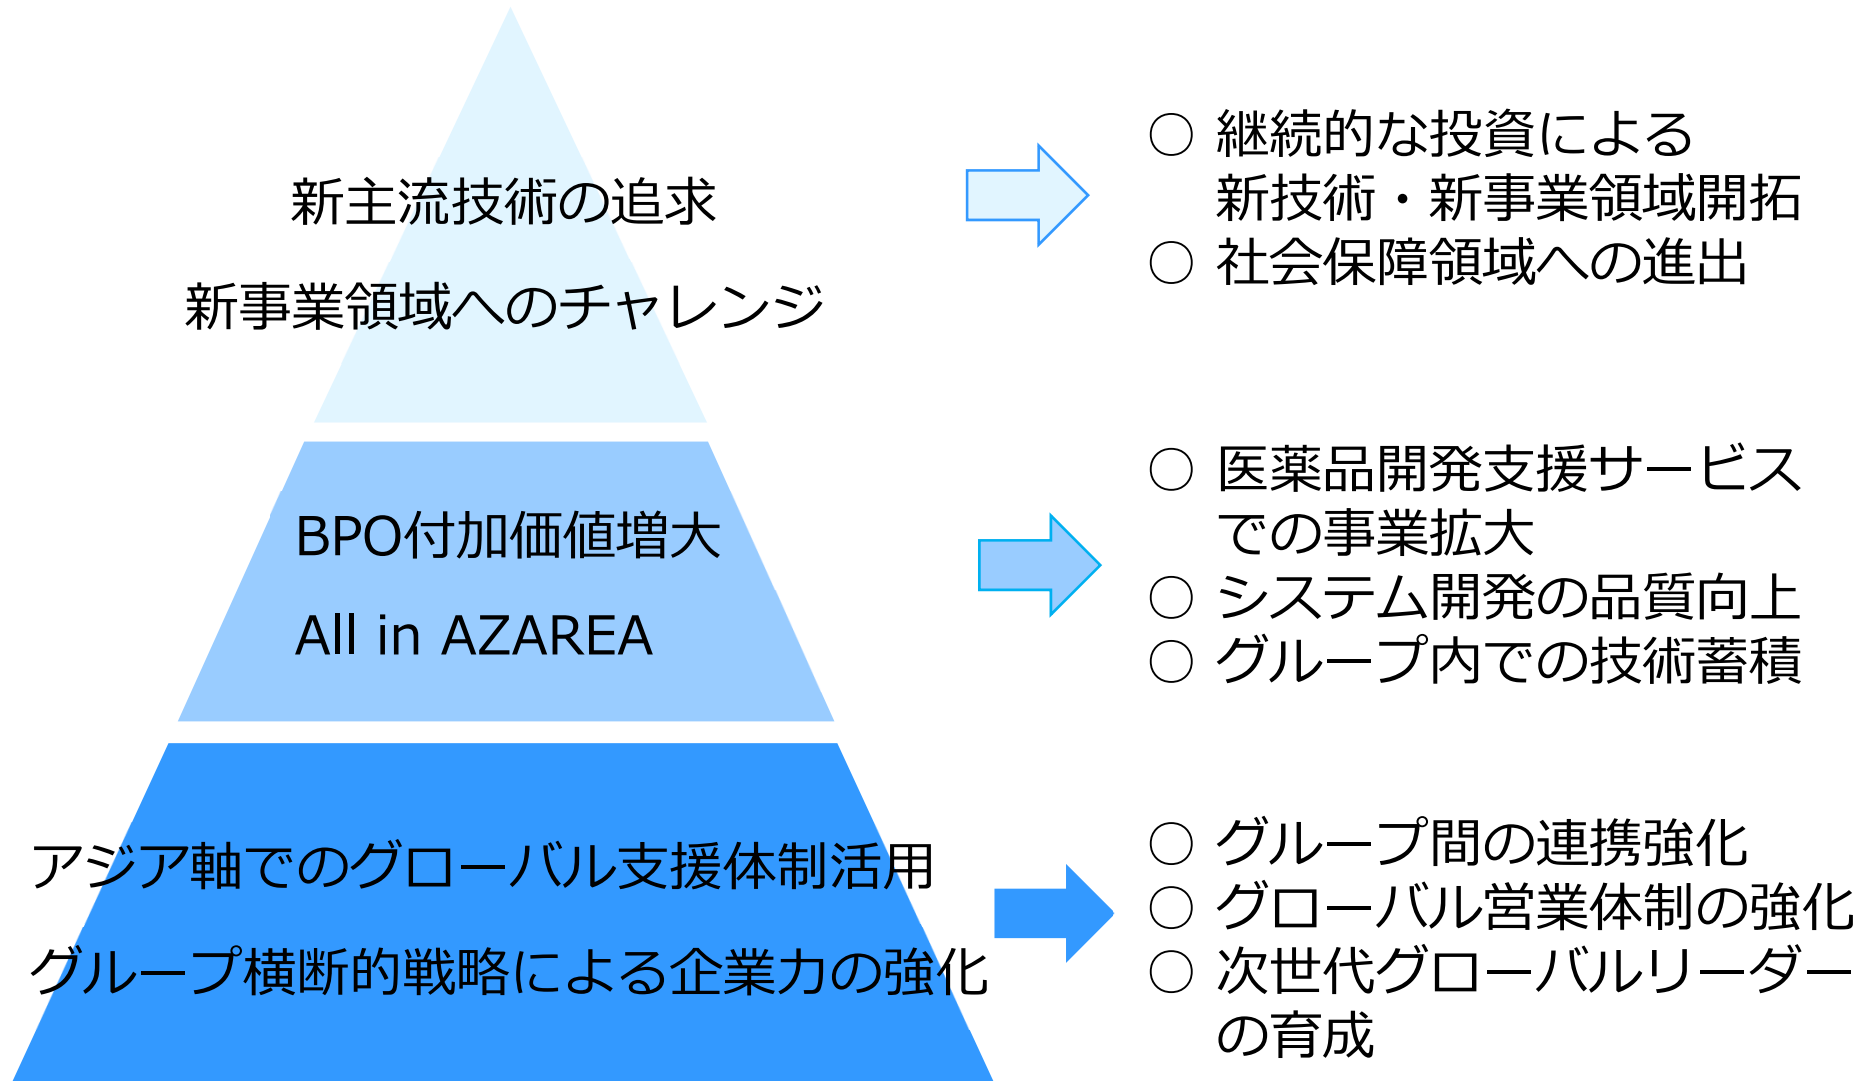 新主流技術の追求
新事業領域へのチャレンジ
○ 継続的な投資による
新技術・新事業領域開拓
○ 社会保障領域への進出
BPO付加価値増大
All in AZAREA
○ 医薬品開発支援サービス
での事業拡大
○ システム開発の品質向上
○ グループ内での技術蓄積
アジア軸でのグローバル支援体制活用
グループ横断的戦略による企業力の強化
○ グループ間の連携強化
○ グローバル営業体制の強化
○ 次世代グローバルリーダー
の育成